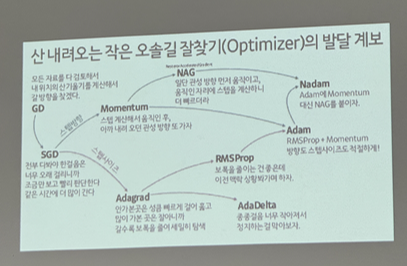 산 내려오는 작은 오솔길 잘찾기(Optimizer)의 발달 계보
모든 자료를 다 검토해서
내 위치의 산기울기를 계산해서
갈 방향을 찾겠다.
GD
스텝방향
Momentum
스텝 계산해서 움직인 후,
아까 내려 오던 관성 방향 또 가자
NAG
일단 관성 방향 먼저 움직이고,
움직인 자리에 스텝을 계산하니
더 빠르더라
Nadam
Adam에 Momentum
대신 NAG를 붙이자.
SGD
전부 다봐야 한걸음은
너무 오래 걸리니까
조금만 보고 빨리 판단한다
같은 시간에 더 많이 간다
스텝사이즈
Adagrad
안가본곳은 성큼 빠르게 걸어 훑고
많이 가본 곳은 잘아니까
갈수록 보폭을 줄여 세밀히 탐색
RMSProp
보폭을 줄이는 건 좋은데
이전 맥락 상황봐가며 하자.
Adam
RMSProp + Momentum
방향도 스텝사이즈도 적절하게!
AdaDelta
종종걸음 너무 작아져서
정지하는걸 막아보자.